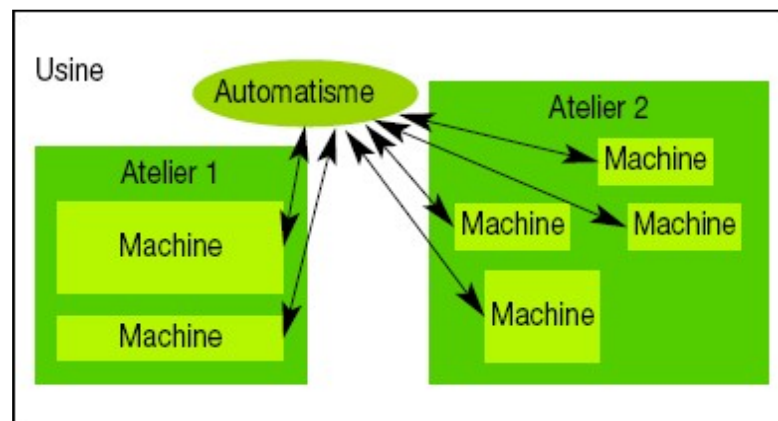 Usine
Automatisme
Atelier 1
Machine
Machine
Atelier 2
Machine
Machine
Machine
Machine